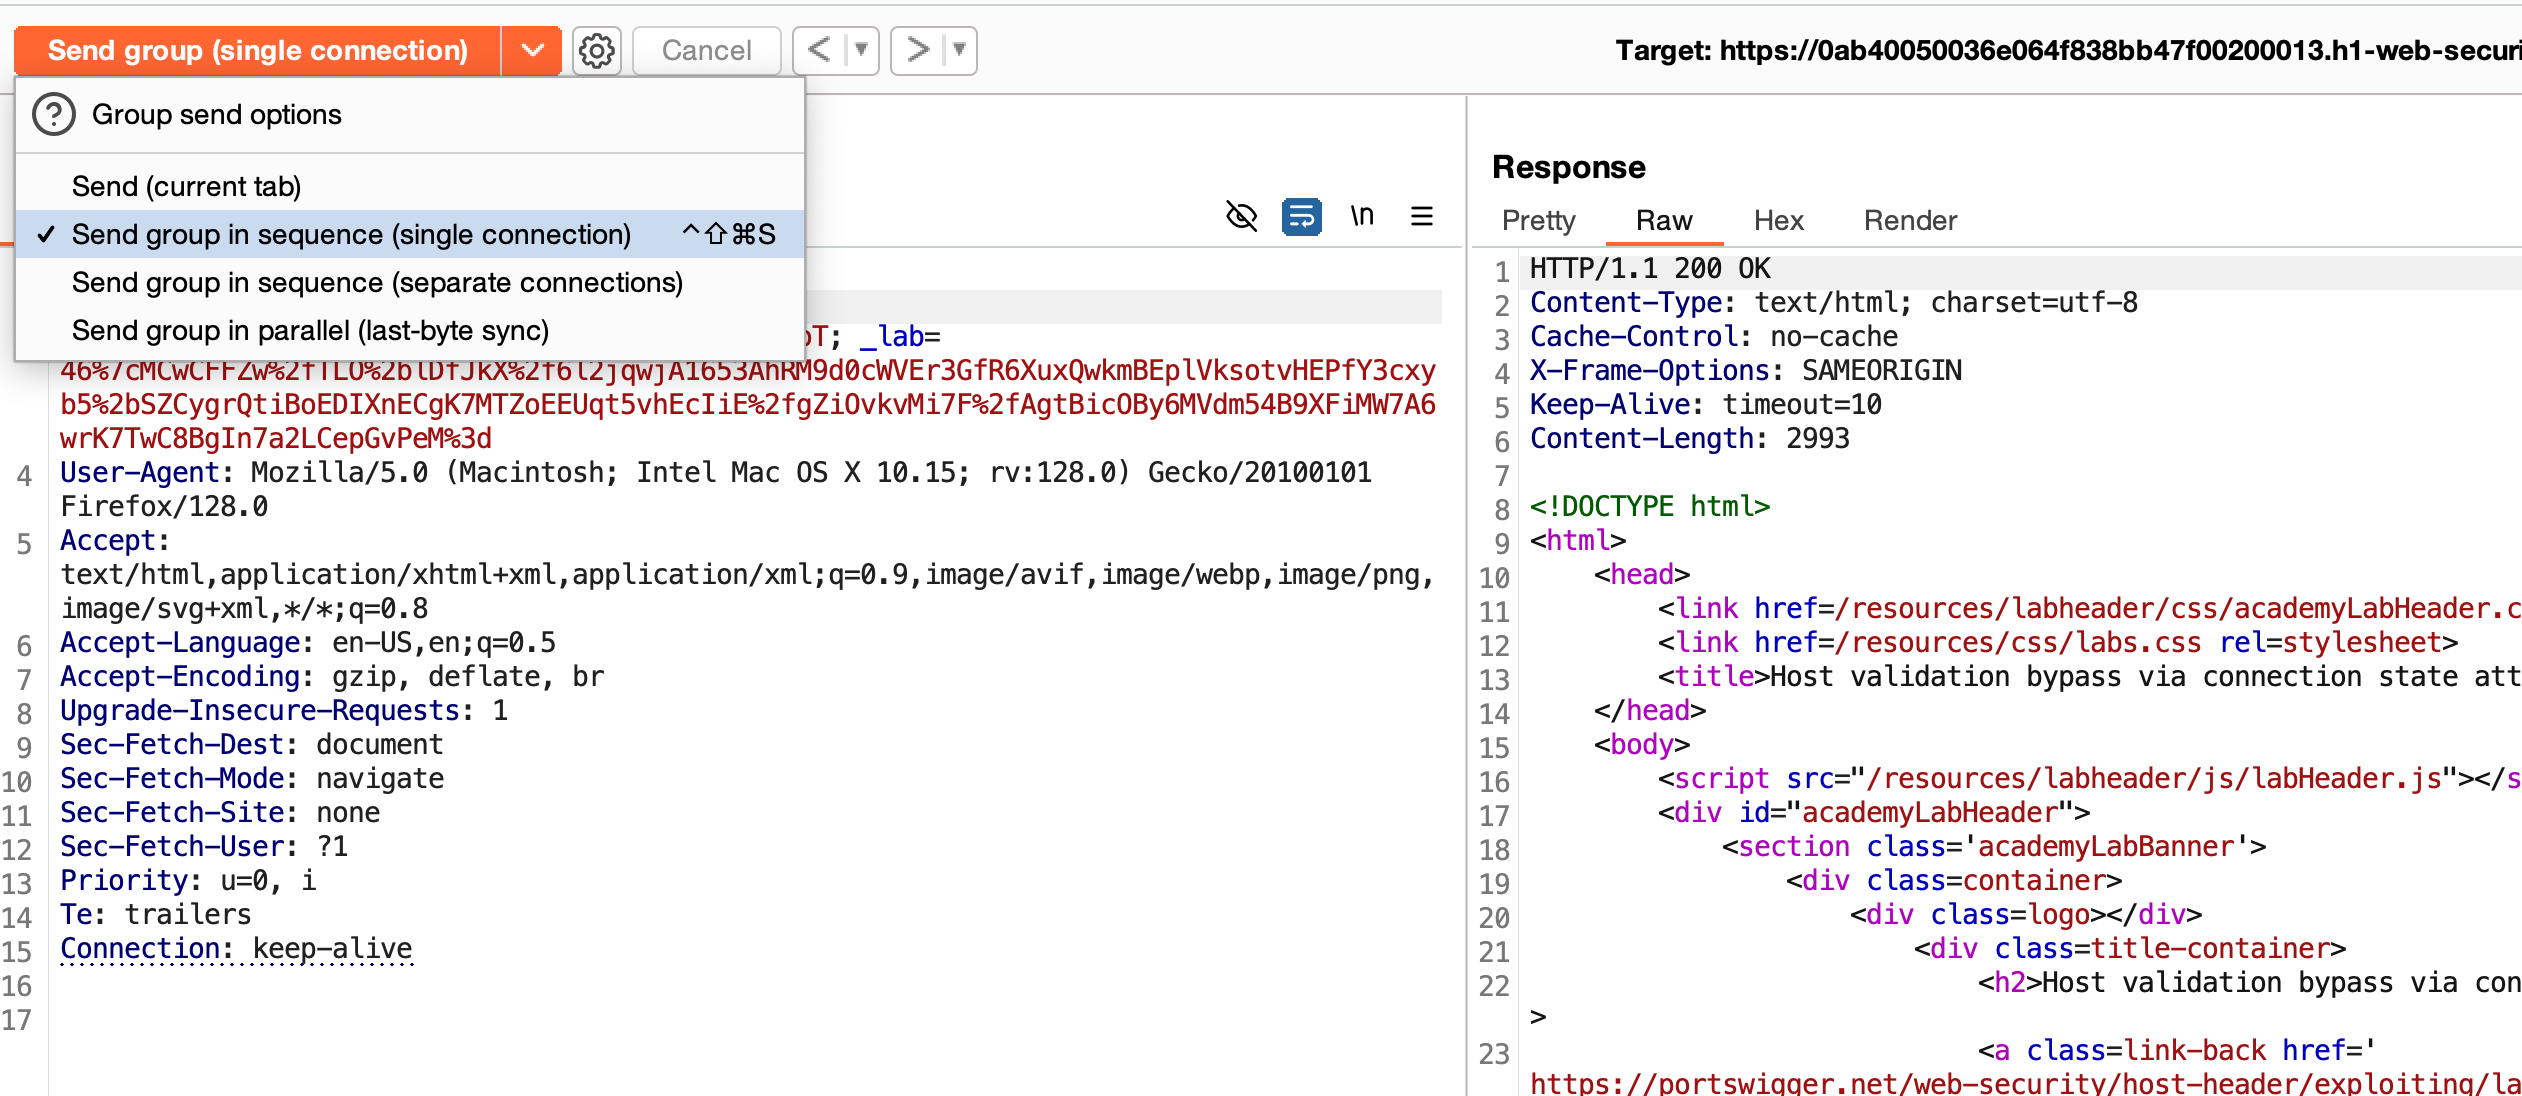 Send group (single connection)
Cancel
Target: https://0ab40050036e064f838bb47f00200013.h1-web-securi
Group send options
Send (current tab)
✓ Send group in sequence (single connection) ^⇧⌘S
Send group in sequence (separate connections)
Send group in parallel (last-byte sync)
\n
T; _lab=
46%7cMCwCFFZw%2fTLO%2blDfJkX%2f6l2jqwjA1653AhRM9d0cWVEr3GfR6XuxQwkmBEplVksotvHEPfY3cxy
b5%2bSZCygrQtiBoEDIXnECgK7MTZoEEUqt5vhEcIiE%2fgZiOvkvMi7F%2fAgtBicOBy6MVdm54B9XFiMW7A6
wrK7TwC8BgIn7a2LCepGvPeM%3d
4 User-Agent: Mozilla/5.0 (Macintosh; Intel Mac OS X 10.15; rv:128.0) Gecko/20100101
Firefox/128.0
5 Accept:
text/html,application/xhtml+xml,application/xml;q=0.9,image/avif,image/webp,image/png,
image/svg+xml,*/*;q=0.8
6 Accept-Language: en-US,en;q=0.5
7 Accept-Encoding: gzip, deflate, br
8 Upgrade-Insecure-Requests: 1
9 Sec-Fetch-Dest: document
10 Sec-Fetch-Mode: navigate
11 Sec-Fetch-Site: none
12 Sec-Fetch-User: ?1
13 Priority: u=0, i
14 Te: trailers
15 Connection: keep-alive
16
17
Response
Pretty Raw Hex Render
1 HTTP/1.1 200 OK
2 Content-Type: text/html; charset=utf-8
3 Cache-Control: no-cache
4 X-Frame-Options: SAMEORIGIN
5 Keep-Alive: timeout=10
6 Content-Length: 2993
7
8 <!DOCTYPE html>
9 <html>
10 <head>
11 <link href=/resources/labheader/css/academyLabHeader.c
12 <link href=/resources/css/labs.css rel=stylesheet>
13 <title>Host validation bypass via connection state att
14 </head>
15 <body>
16 <script src="/resources/labheader/js/labHeader.js"></s
17 <div id="academyLabHeader">
18 <section class='academyLabBanner'>
19 <div class=container>
20 <div class=logo></div>
21 <div class=title-container>
22 <h2>Host validation bypass via con
>
23 <a class=link-back href='
https://portswigger.net/web-security/host-header/exploiting/la